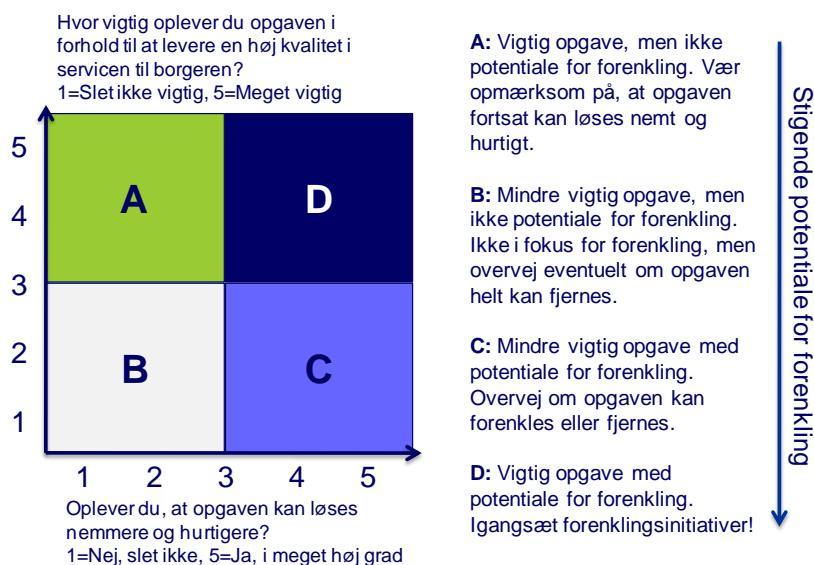 Hvor vigtig oplever du opgaven i
forhold til at levere en høj kvalitet i
servicen til borgeren?
1=Slet ikke vigtig, 5=Meget vigtig
5
4
3
2
1
A
D
B
C
1 2 3 4 5
Oplever du, at opgaven kan løses
nemmere og hurtigere?
1=Nej, slet ikke, 5=Ja, i meget høj grad
A: Vigtig opgave, men ikke
potentiale for forenkling. Vær
opmærksom på, at opgaven
fortsat kan løses nemt og
hurtigt.
B: Mindre vigtig opgave, men
ikke potentiale for forenkling.
Ikke i fokus for forenkling, men
overvej eventuelt om opgaven
helt kan fjernes.
C: Mindre vigtig opgave med
potentiale for forenkling.
Overvej om opgaven kan
forenkles eller fjernes.
D: Vigtig opgave med
potentiale for forenkling.
Igangsæt forenklingsinitiativer!
Stigende potentiale for forenkling